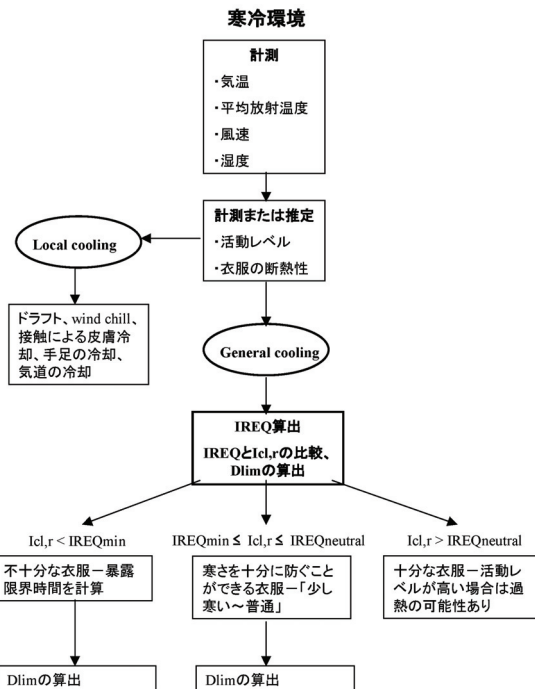 寒冷環境
計測
・気温
・平均放射温度
・風速
・湿度
計測または推定
・活動レベル
・衣服の断熱性
Local cooling
ドラフト、wind chill、
接触による皮膚冷
却、手足の冷却、
気道の冷却
General cooling
IREQ算出
IREQとIcl,rの比較、
Dlimの算出
Icl,r < IREQmin
IREQmin ≦ Icl,r ≦ IREQneutral
Icl,r > IREQneutral
不十分な衣服－暴露
限界時間を計算
寒さを十分に防ぐこと
ができる衣服－「少し
寒い～普通」
十分な衣服－活動レ
ベルが高い場合は過
熱の可能性あり
Dlimの算出
Dlimの算出